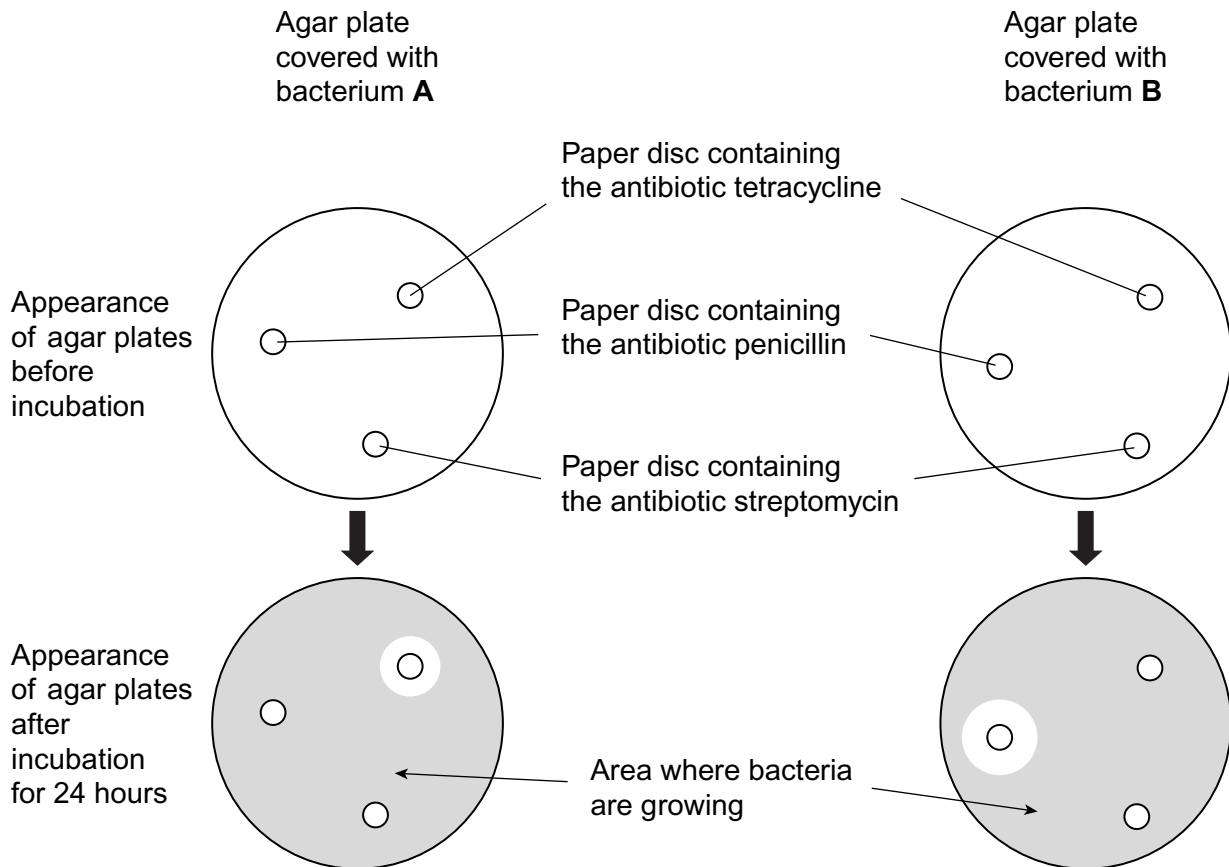 Agar plate
covered with
bacterium A
Agar plate
covered with
bacterium B
Paper disc containing
the antibiotic tetracycline
Appearance
of agar plates
before
incubation
Paper disc containing
the antibiotic penicillin
Paper disc containing
the antibiotic streptomycin
Appearance
of agar plates
after
incubation
for 24 hours
Area where bacteria
are growing